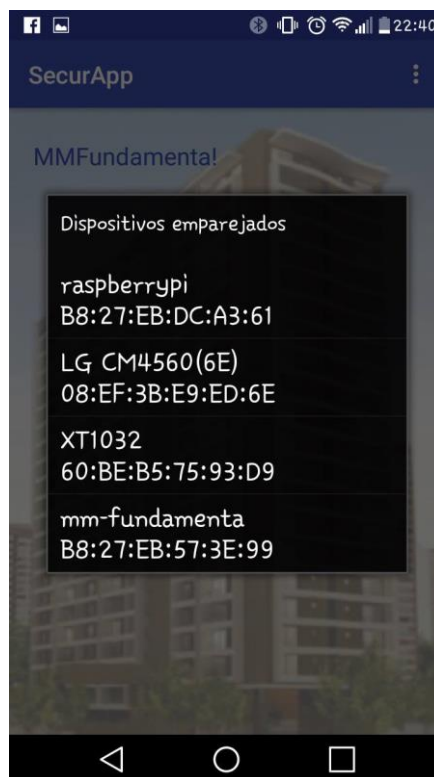 22:40
SecurApp
MMFundamenta!
Dispositivos emparejados
raspberrypi
B8:27:EB:DC:A3:61
LG CM4560(6E)
08:EF:3B:E9:ED:6E
XT1032
60:BE:B5:75:93:D9
mm-fundamenta
B8:27:EB:57:3E:99